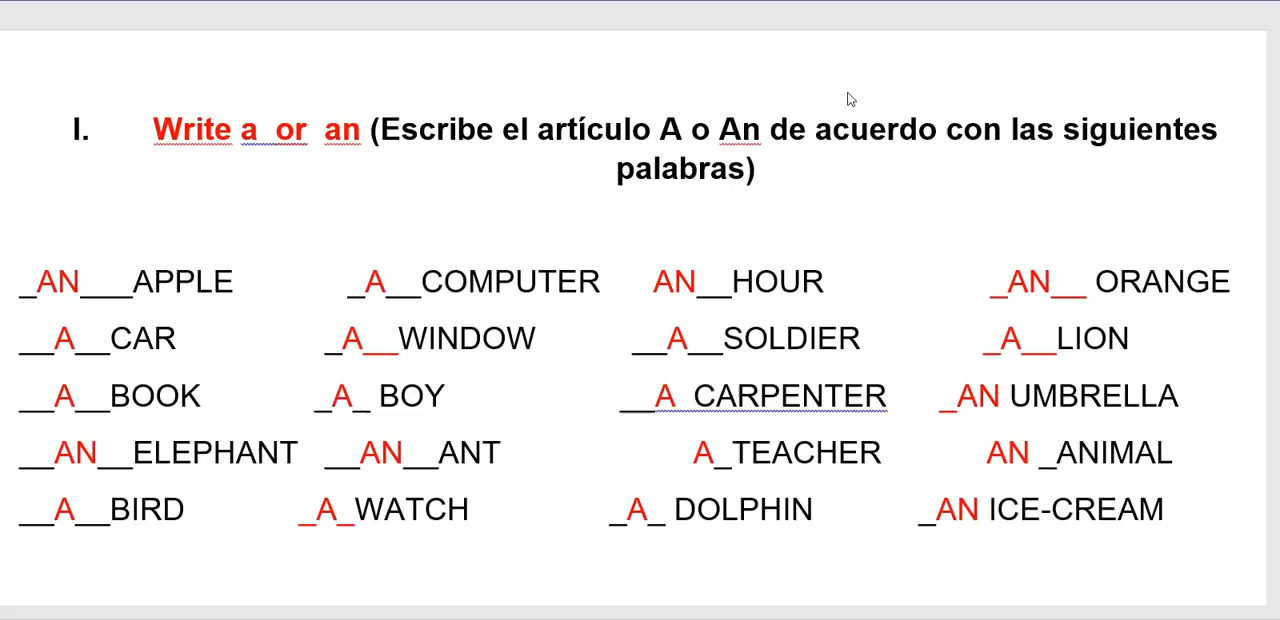 I. Write a or an (Escribe el artículo A o An de acuerdo con las siguientes
palabras)
_AN___APPLE _A__COMPUTER AN__HOUR _AN__ ORANGE
__A__CAR _A__WINDOW __A__SOLDIER _A__LION
__A__BOOK _A_ BOY __A CARPENTER _AN UMBRELLA
__AN__ELEPHANT __AN__ANT A_TEACHER AN _ANIMAL
__A__BIRD _A_WATCH _A_ DOLPHIN _AN ICE-CREAM